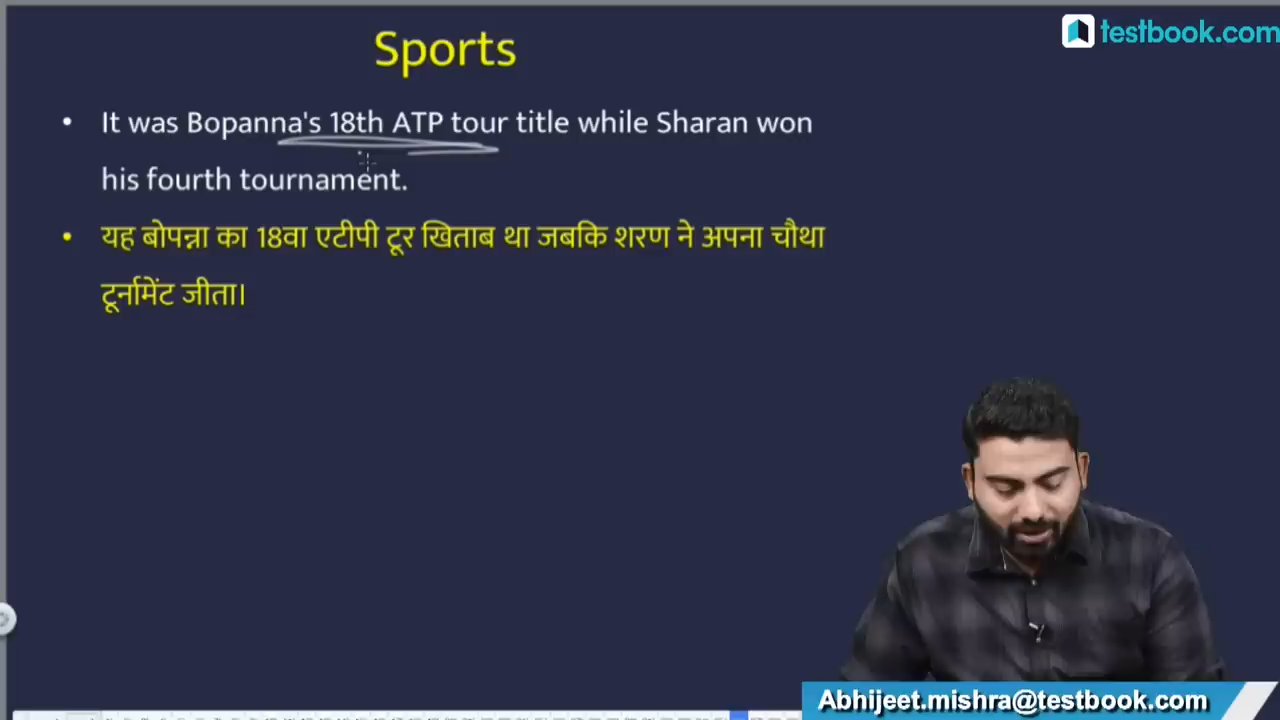 Sports
testbook.com
• It was Bopanna's 18th ATP tour title while Sharan won
his fourth tournament.
• यह बोपन्ना का 18वा एटीपी टूर खिताब था जबकि शरण ने अपना चौथा
टूर्नामेंट जीता।
Abhijeet.mishra@testbook.com